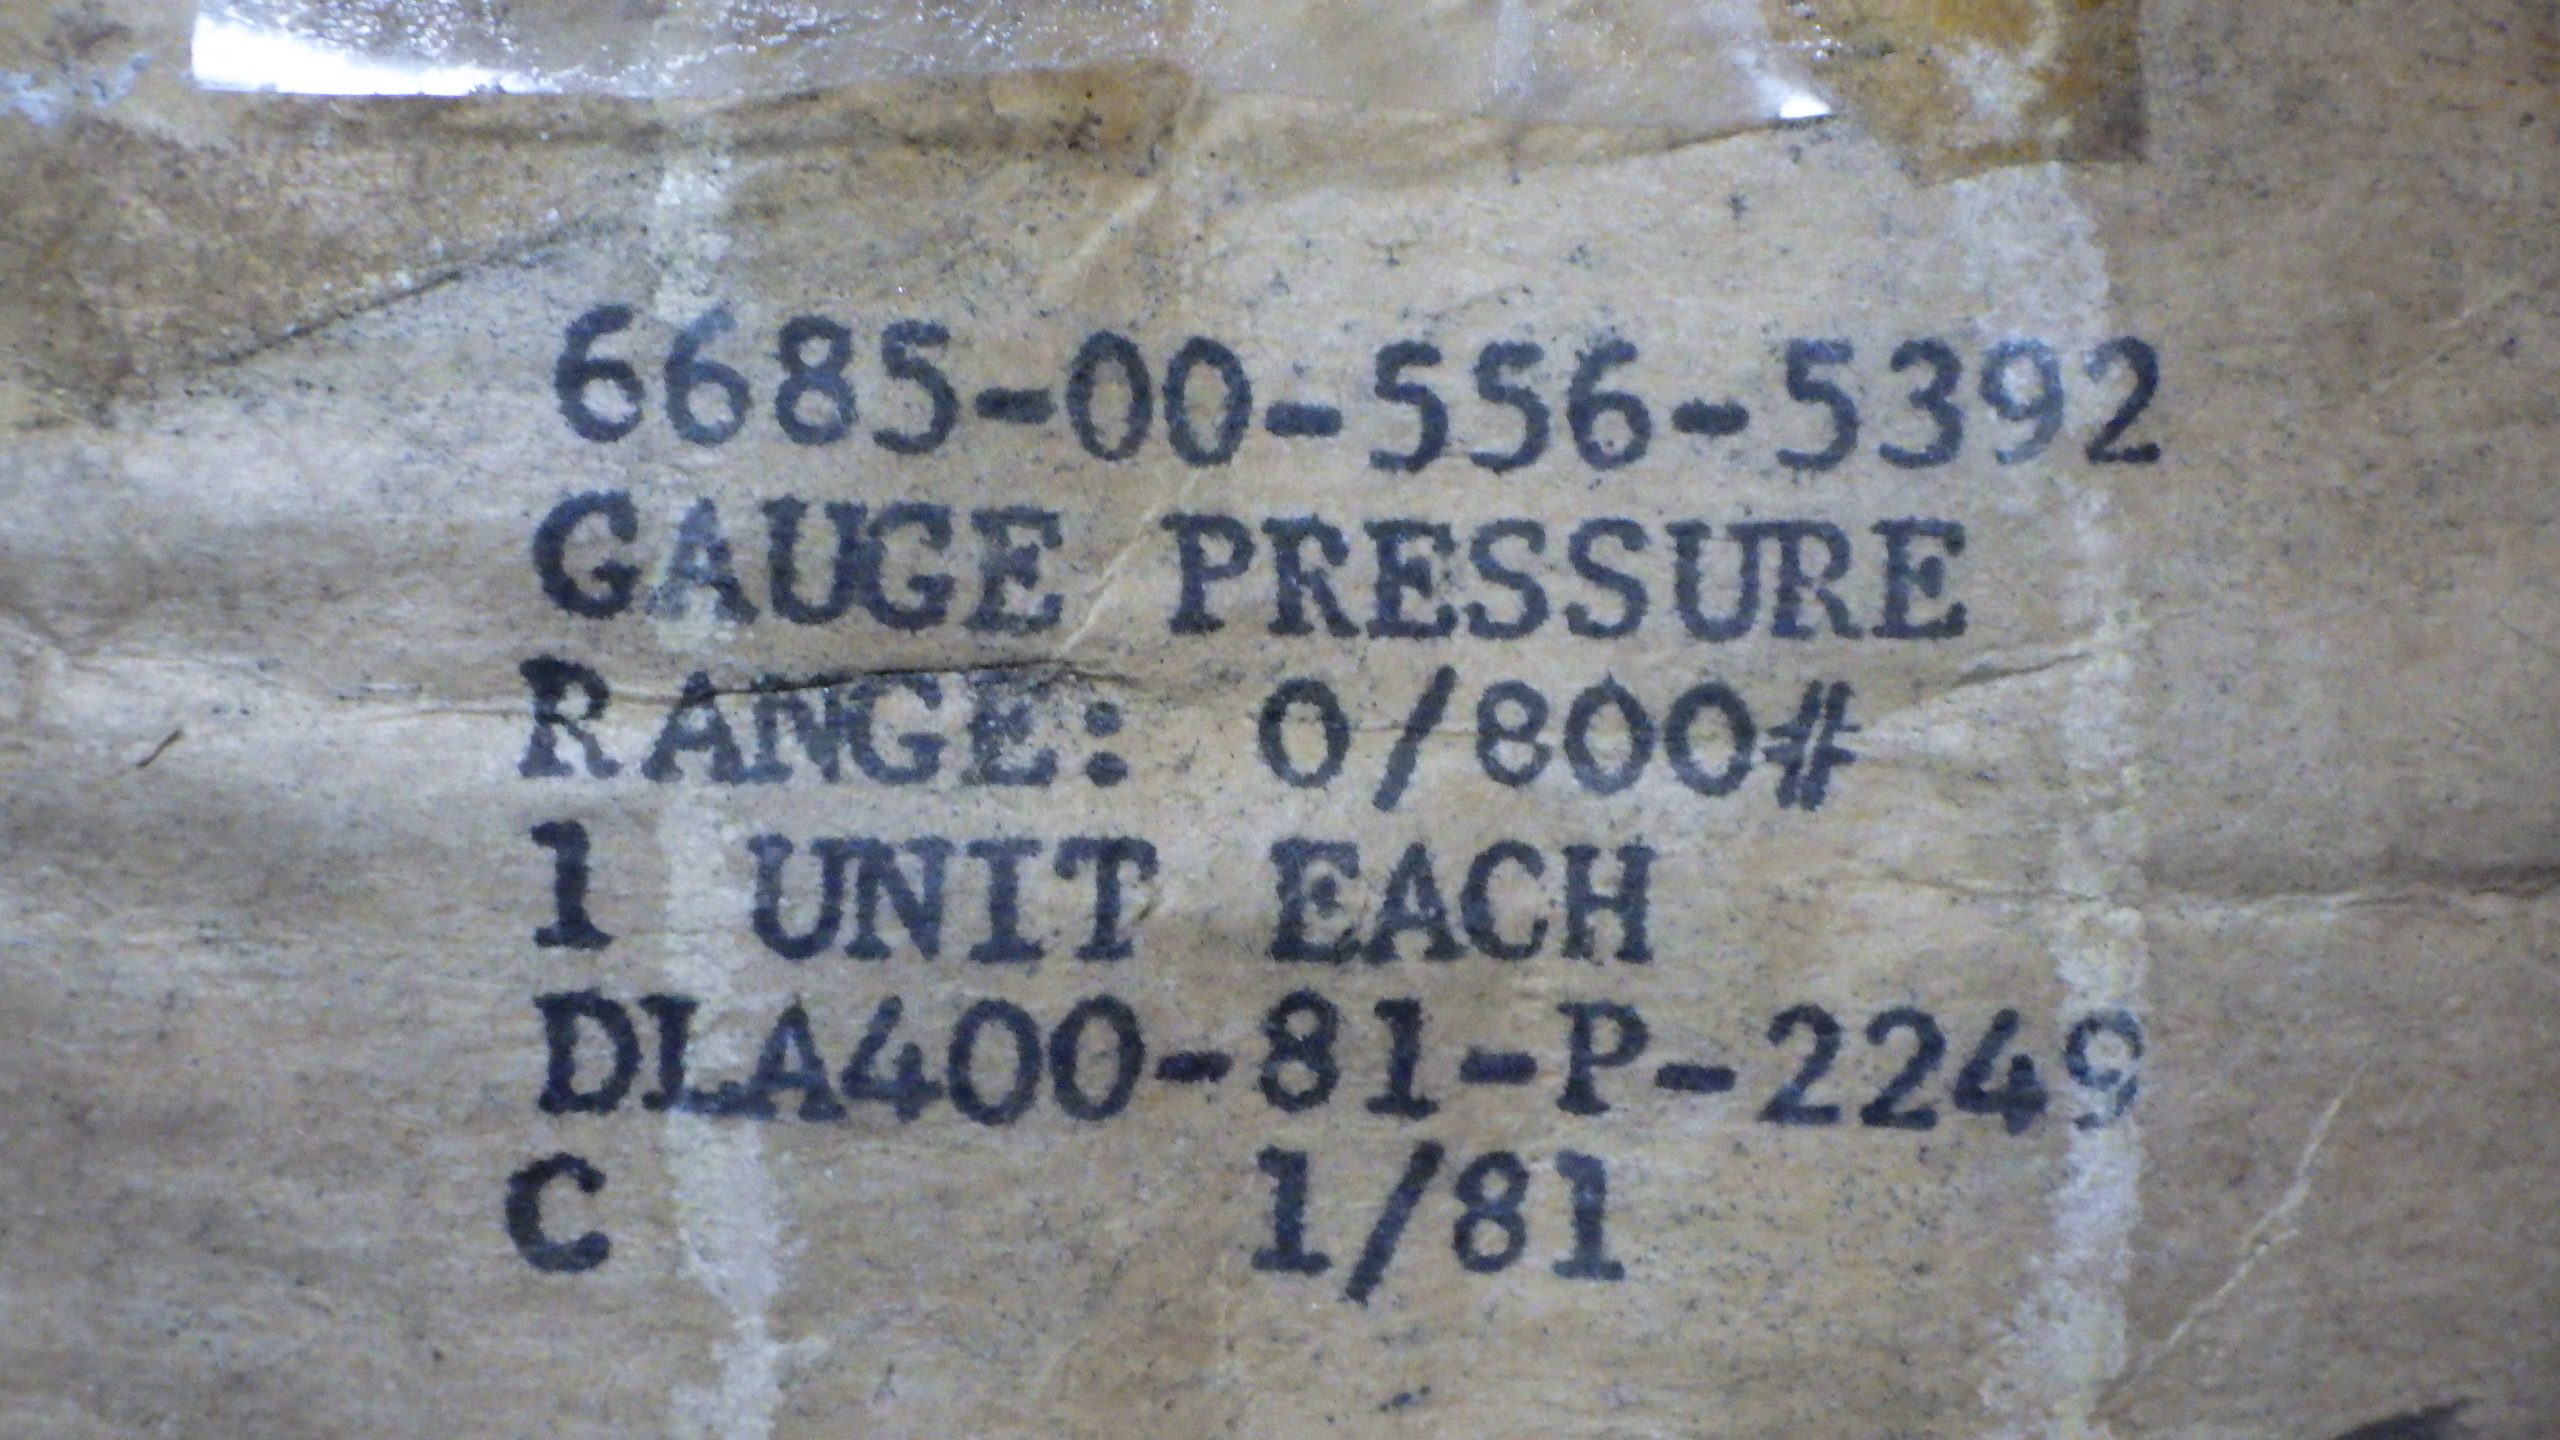 6685-00-556-5392
GAUGE PRESSURE
RANGE: 0/800#
1 UNIT EACH
DLA400-81-P-2249
C 1/81